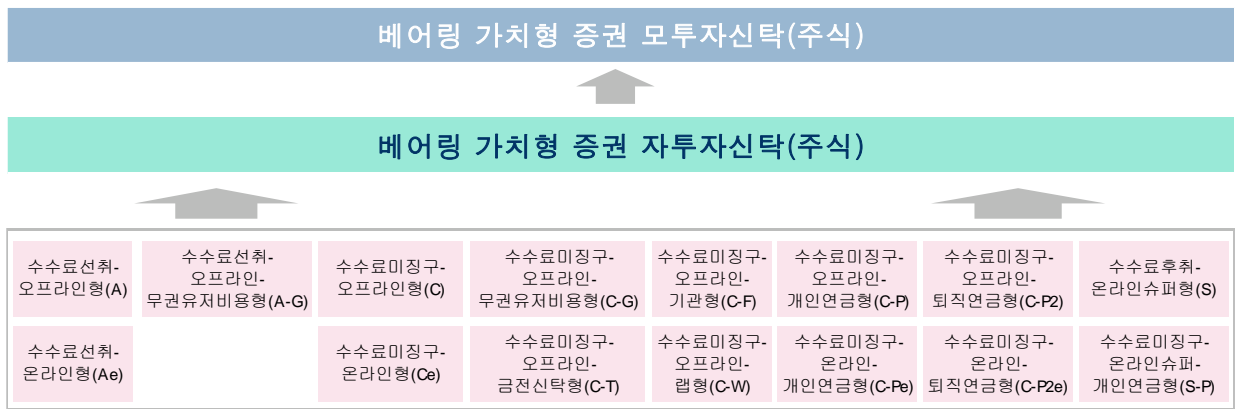 베어링 가치형 증권 모투자신탁(주식)
베어링 가치형 증권 자투자신탁(주식)
수수료선취-
오프라인형(A)
수수료선취-
오프라인-
무권유저비용형(A-G)
수수료미징구-
오프라인형(C)
수수료미징구-
오프라인-
무권유저비용형(C-G)
수수료미징구-
오프라인-
기관형(C-F)
수수료미징구-
오프라인-
개인연금형(C-P)
수수료미징구-
오프라인-
퇴직연금형(C-P2)
수수료후취-
온라인슈퍼형(S)
수수료선취-
온라인형(Ae)
수수료미징구-
온라인형(Ce)
수수료미징구-
오프라인-
금전신탁형(C-T)
수수료미징구-
오프라인-
랩형(C-W)
수수료미징구-
온라인-
개인연금형(C-Pe)
수수료미징구-
온라인-
퇴직연금형(C-P2e)
수수료미징구-
온라인슈퍼-
개인연금형(S-P)